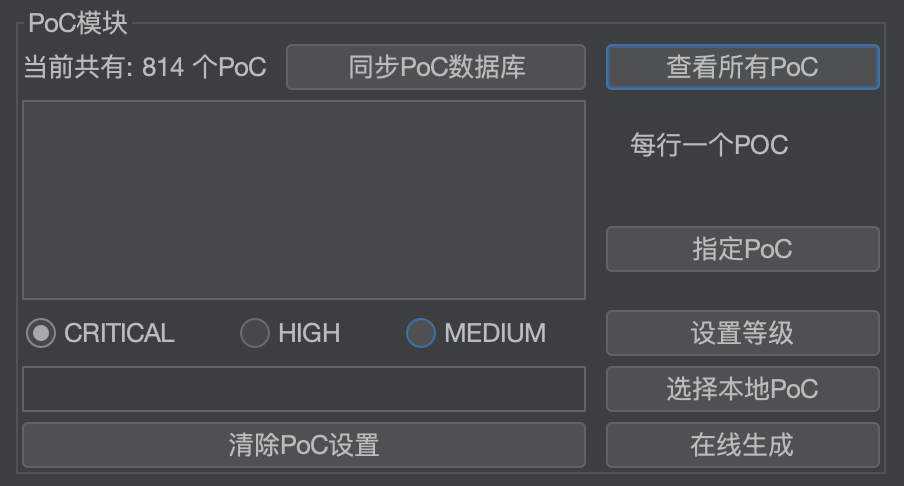 PoC模块
当前共有: 814 个PoC 同步PoC数据库 查看所有PoC
每行一个POC
指定PoC
CRITICAL HIGH MEDIUM 设置等级
选择本地PoC
清除PoC设置 在线生成